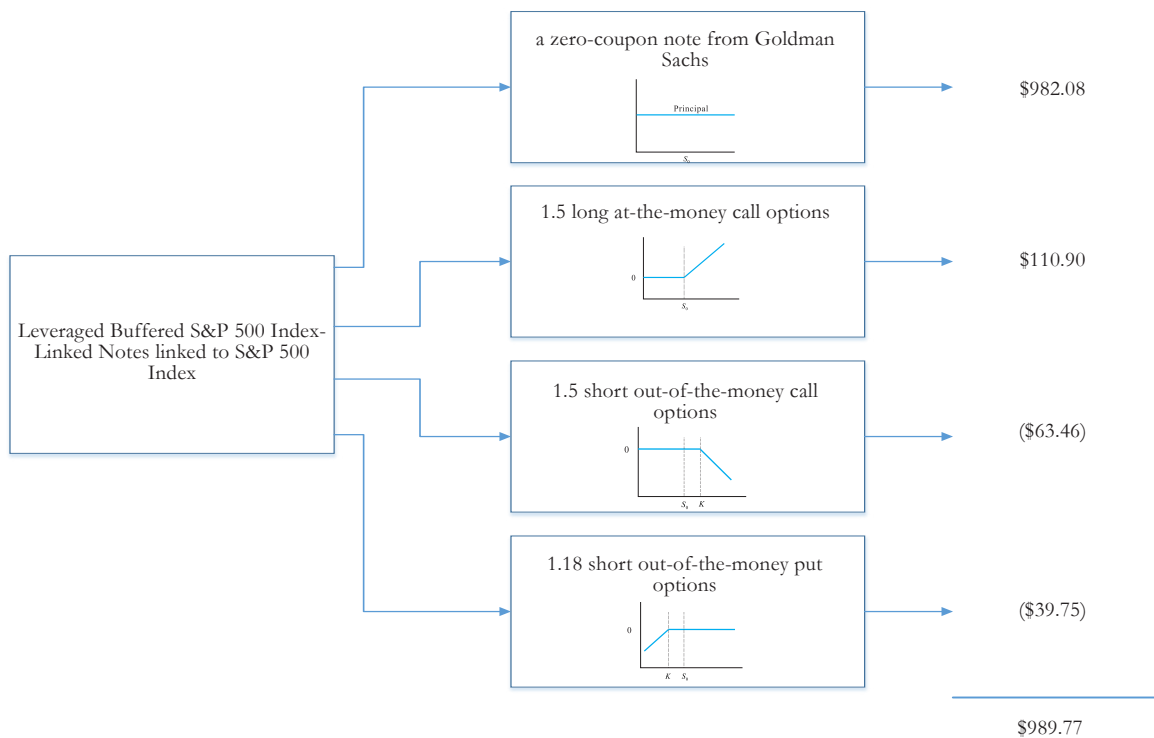 a zero-coupon note from Goldman
Sachs
Principal
S₀
$982.08
1.5 long at-the-money call options
0
S₀
$110.90
Leveraged Buffered S&P 500 Index-
Linked Notes linked to S&P 500
Index
1.5 short out-of-the-money call
options
0
S₀ K
($63.46)
1.18 short out-of-the-money put
options
0
K S₀
($39.75)
$989.77